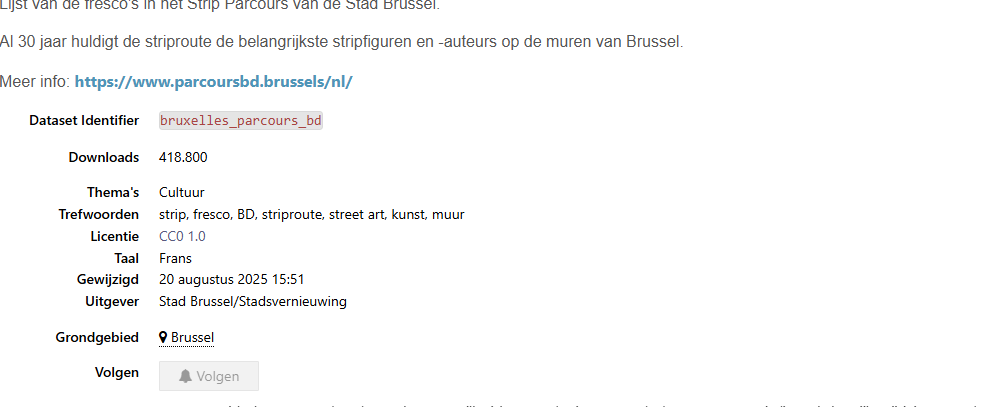 Lijst van de fresco's in het Strip Parcours van de Stad Brussel.
Al 30 jaar huldigt de striproute de belangrijkste stripfiguren en -auteurs op de muren van Brussel.
Meer info: https://www.parcoursbd.brussels/nl/
Dataset Identifier bruxelles_parcours_bd
Downloads 418.800
Thema's Cultuur
Trefwoorden strip, fresco, BD, striproute, street art, kunst, muur
Licentie CC0 1.0
Taal Frans
Gewijzigd 20 augustus 2025 15:51
Uitgever Stad Brussel/Stadsvernieuwing
Grondgebied Brussel
Volgen Volgen